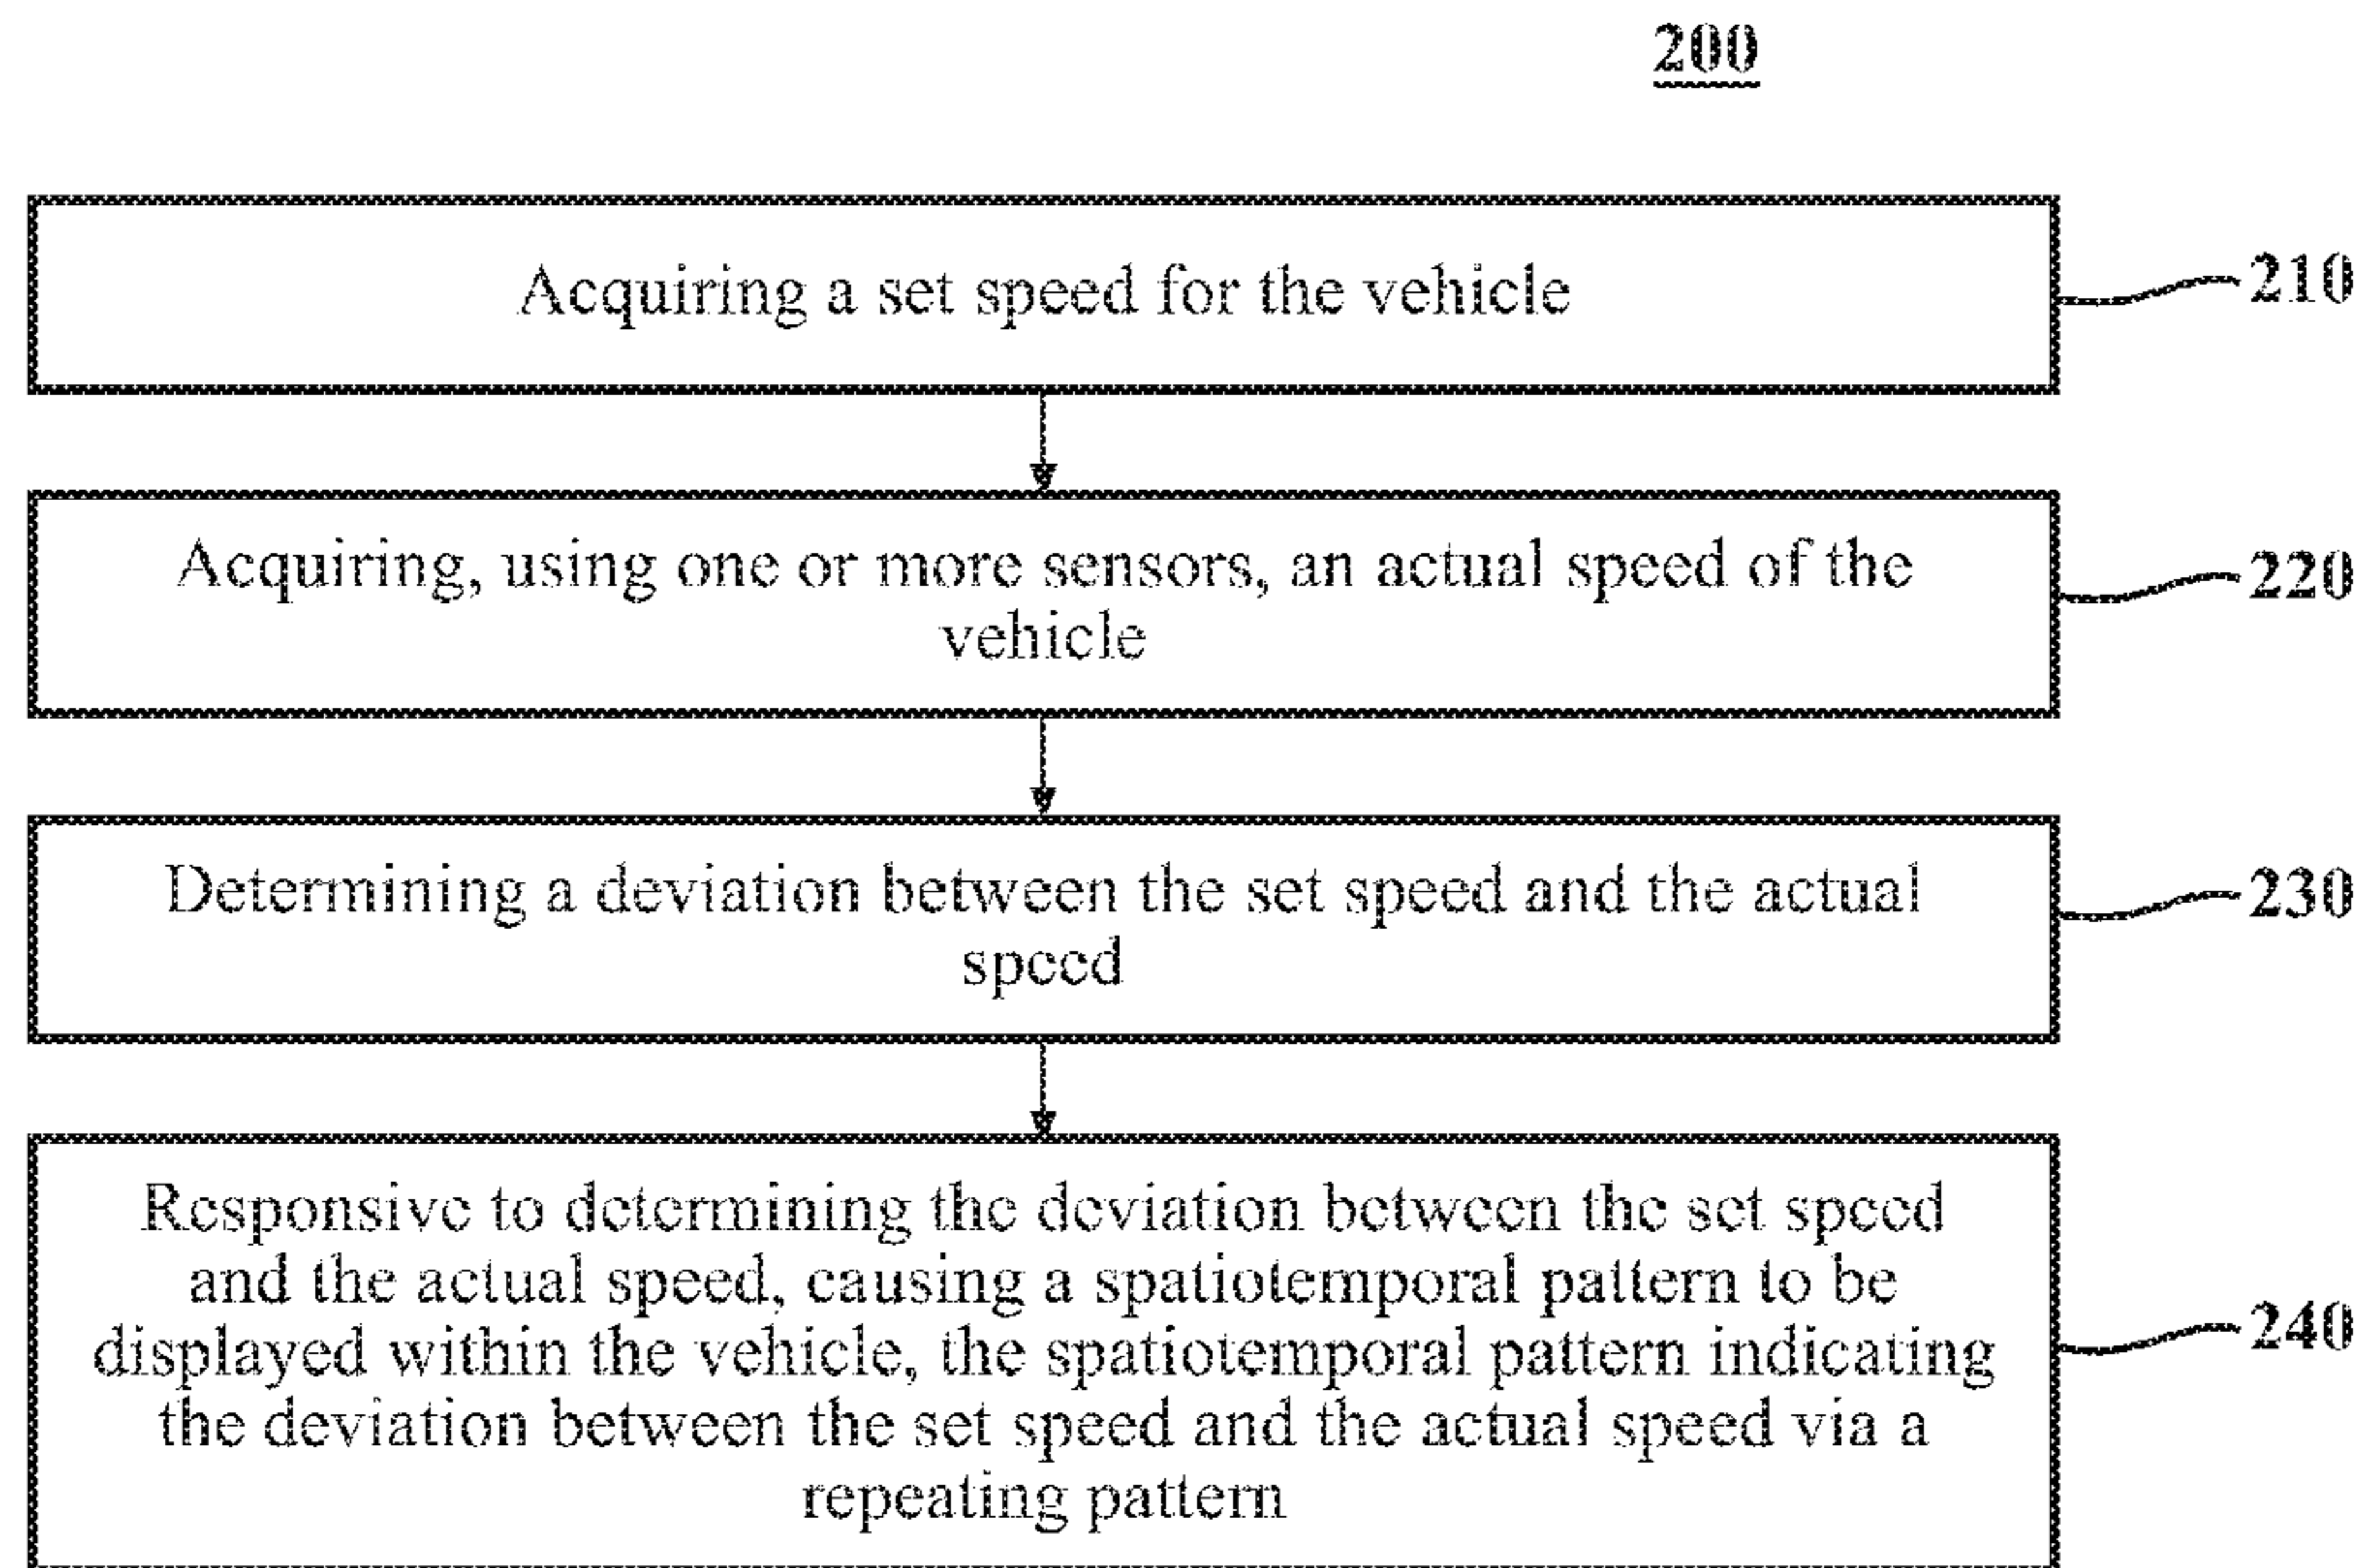 200
Acquiring a set speed for the vehicle
210
Acquiring, using one or more sensors, an actual speed of the
vehicle
220
Determining a deviation between the set speed and the actual
speed
230
Responsive to determining the deviation between the set speed
and the actual speed, causing a spatiotemporal pattern to be
displayed within the vehicle, the spatiotemporal pattern indicating
the deviation between the set speed and the actual speed via a
repeating pattern
240